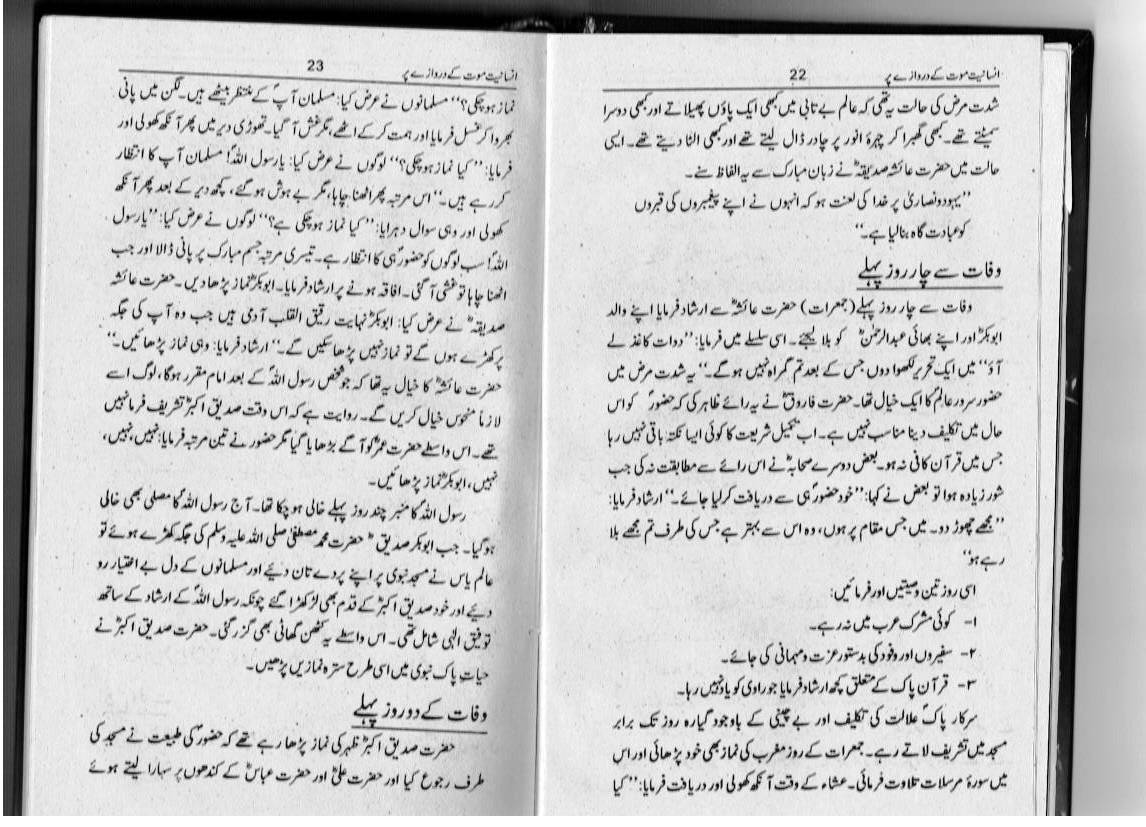 انسانیت موت کے دروازے پر 22
شدت مرض کی حالت یہ تھی کہ عالم بے تابی میں کبھی ایک پاؤں پھیلاتے اور کبھی دوسرا
سمیٹتے تھے۔ کبھی گھبرا کر چہرۂ انور پر چادر ڈال لیتے تھے اور کبھی الٹا دیتے تھے۔ ایسی
حالت میں حضرت عائشہ صدیقہؓ نے زبان مبارک سے یہ الفاظ سنے۔
”یہود و نصاریٰ پر خدا کی لعنت ہو کہ انہوں نے اپنے پیغمبروں کی قبروں
کو عبادت گاہ بنا لیا ہے۔“
وفات سے چار روز پہلے
وفات سے چار روز پہلے (جمعرات) حضرت عائشہؓ سے ارشاد فرمایا اپنے والد
ابوبکرؓ اور اپنے بھائی عبدالرحمٰنؓ کو بلا لیجئے۔ اسی سلسلے میں فرمایا: ”دوات کاغذ لے
آؤ“ میں ایک تحریر لکھوا دوں جس کے بعد تم گمراہ نہیں ہو گے۔“ یہ شدت مرض میں
حضور سرور عالمؐ کا ایک خیال تھا۔ حضرت فاروقؓ نے یہ رائے ظاہر کی کہ حضورؐ کو اس
حال میں تکلیف دینا مناسب نہیں ہے۔ اب تکمیل شریعت کا کوئی ایسا نکتہ باقی نہیں رہا
جس میں قرآن کافی نہ ہو۔ بعض دوسرے صحابہؓ نے اس رائے سے مطابقت نہ کی جب
شور زیادہ ہوا تو بعض نے کہا: ”خود حضورؐ ہی سے دریافت کر لیا جائے۔“ ارشاد فرمایا:
”مجھے چھوڑ دو۔ میں جس مقام پر ہوں، وہ اس سے بہتر ہے جس کی طرف تم مجھے بلا
رہے ہو“
اسی روز تین وصیتیں اور فرمائیں:
۱- کوئی مشرک عرب میں نہ رہے۔
۲- سفیروں اور وفود کی بدستور عزت و مہمانی کی جائے۔
۳- قرآن پاک کے متعلق کچھ ارشاد فرمایا جو راوی کو یاد نہیں رہا۔
سرکار پاکؐ علالت کی تکلیف اور بے چینی کے باوجود گیارہ روز تک برابر
مسجد میں تشریف لاتے رہے۔ جمعرات کے روز مغرب کی نماز بھی خود پڑھائی اور اس
میں سورۂ مرسلات تلاوت فرمائی۔ عشاء کے وقت آنکھ کھولی اور دریافت فرمایا: ”کیا
انسانیت موت کے دروازے پر 23
نماز ہو چکی؟“ مسلمانوں نے عرض کیا: مسلمان آپؐ کے منتظر بیٹھے ہیں۔ لگن میں پانی
بھروا کر غسل فرمایا اور ہمت کر کے اٹھے، مگر غش آ گیا۔ تھوڑی دیر میں پھر آنکھ کھولی اور
فرمایا: ”کیا نماز ہو چکی؟“ لوگوں نے عرض کیا: یا رسول اللہؐ! مسلمان آپ کا انتظار
کر رہے ہیں۔“ اس مرتبہ پھر اٹھنا چاہا، مگر بے ہوش ہو گئے، کچھ دیر کے بعد پھر آنکھ
کھولی اور وہی سوال دہرایا: ”کیا نماز ہو چکی ہے؟“ لوگوں نے عرض کیا: ”یا رسول
اللہؐ! سب لوگوں کو حضورؐ ہی کا انتظار ہے۔ تیسری مرتبہ جسم مبارک پر پانی ڈالا اور جب
اٹھنا چاہا تو غشی آ گئی۔ افاقہ ہونے پر ارشاد فرمایا۔ ابوبکرؓ نماز پڑھا دیں۔ حضرت عائشہ
صدیقہؓ نے عرض کیا: ابوبکرؓ نہایت رقیق القلب آدمی ہیں جب وہ آپ کی جگہ
پر کھڑے ہوں گے تو نماز نہیں پڑھا سکیں گے۔“ ارشاد فرمایا: وہی نماز پڑھائیں۔“
حضرت عائشہؓ کا خیال یہ تھا کہ جو شخص رسول اللہؐ کے بعد امام مقرر ہوگا، لوگ اسے
لازماً منحوس خیال کریں گے۔ روایت ہے کہ اس وقت صدیق اکبرؓ تشریف فرما نہیں
تھے۔ اس واسطے حضرت عمرؓ کو آگے بڑھایا گیا مگر حضور نے تین مرتبہ فرمایا: نہیں، نہیں،
نہیں، ابوبکرؓ نماز پڑھائیں۔
رسول اللہؐ کا منبر چند روز پہلے خالی ہو چکا تھا۔ آج رسول اللہؐ کا مصلی بھی خالی
ہو گیا۔ جب ابوبکر صدیقؓ حضرت محمد مصطفیٰ صلی اللہ علیہ وسلم کی جگہ کھڑے ہوئے تو
عالم یاس نے مسجد نبوی پر اپنے پردے تان دیئے اور مسلمانوں کے دل بے اختیار رو
دیئے اور خود صدیق اکبرؓ کے قدم بھی لڑکھڑا گئے چونکہ رسول اللہؐ کے ارشاد کے ساتھ
توفیق الٰہی شامل تھی۔ اس واسطے یہ کٹھن گھاٹی بھی گزر گئی۔ حضرت صدیق اکبرؓ نے
حیات پاک نبوی میں اسی طرح سترہ نمازیں پڑھیں۔
وفات کے دو روز پہلے
حضرت صدیق اکبرؓ ظہر کی نماز پڑھا رہے تھے کہ حضورؐ کی طبیعت نے مسجد کی
طرف رجوع کیا اور حضرت علیؓ اور حضرت عباسؓ کے کندھوں پر سہارا لیتے ہوئے